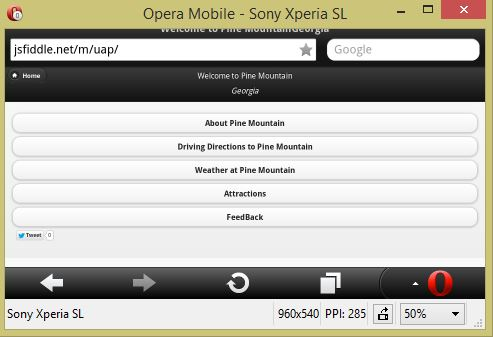 Opera Mobile - Sony Xperia SL
Welcome to Pine MountainGeorgia
jsfiddle.net/m/uap/
Google
Home
Welcome to Pine Mountain
Georgia
About Pine Mountain
Driving Directions to Pine Mountain
Weather at Pine Mountain
Attractions
FeedBack
Tweet 0
Sony Xperia SL 960x540 PPI: 285 50%